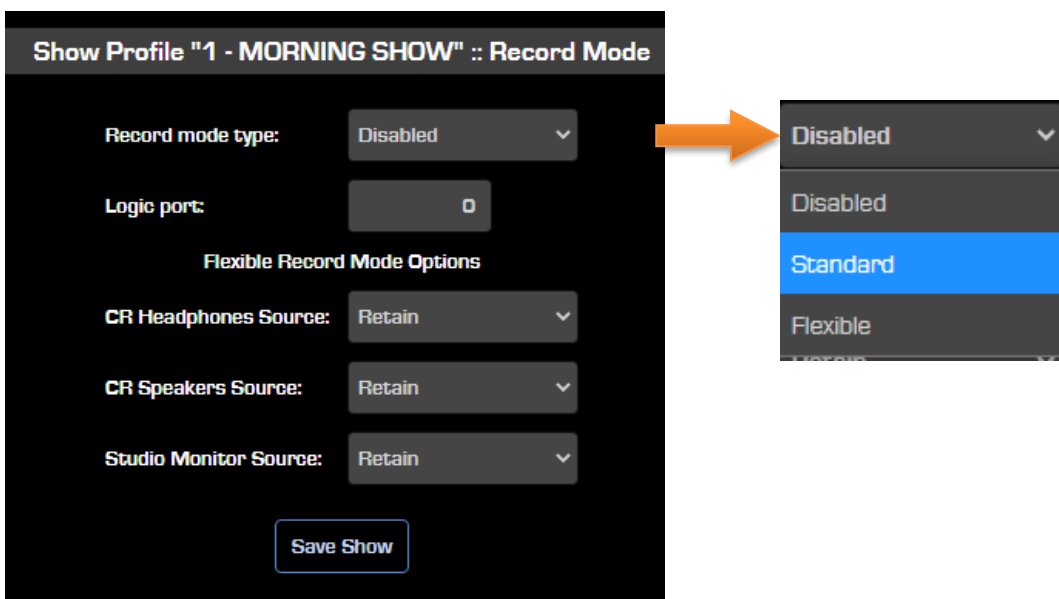 Show Profile "1 - MORNING SHOW" :: Record Mode
Record mode type: Disabled
Logic port: 0
Flexible Record Mode Options
CR Headphones Source: Retain
CR Speakers Source: Retain
Studio Monitor Source: Retain
Save Show
Disabled
Disabled
Standard
Flexible